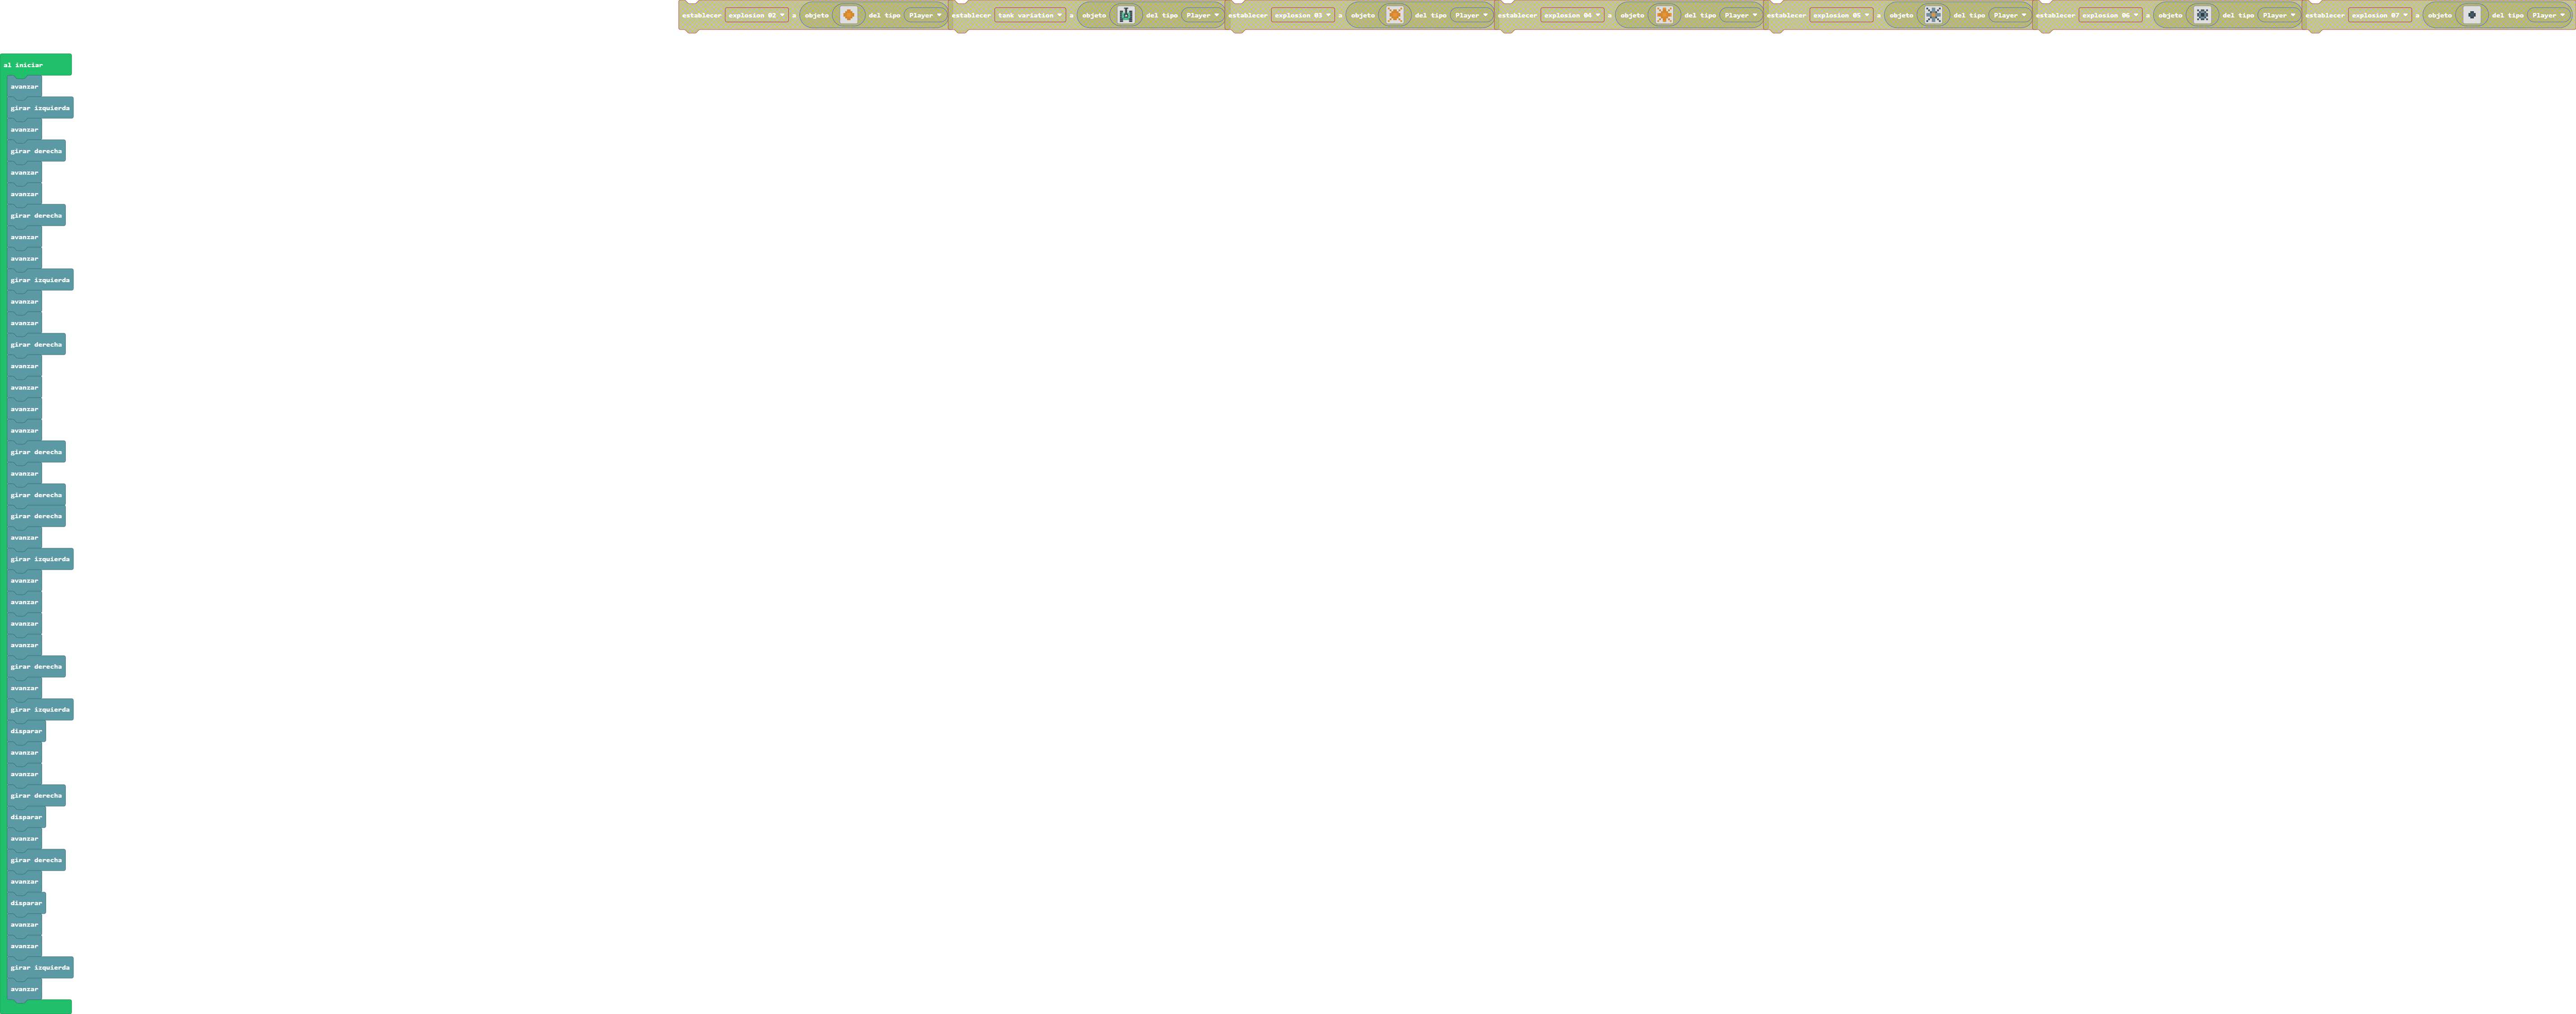 establecer explosion 02 a objeto del tipo Player establecer tank variation a objeto del tipo Player establecer explosion 03 a objeto del tipo Player establecer explosion 04 a objeto del tipo Player establecer explosion 05 a objeto del tipo Player establecer explosion 06 a objeto del tipo Player establecer explosion 07 a objeto del tipo Player
al iniciar
avanzar
girar izquierda
avanzar
girar derecha
avanzar
avanzar
girar derecha
avanzar
avanzar
girar izquierda
avanzar
avanzar
girar derecha
avanzar
avanzar
avanzar
avanzar
girar derecha
avanzar
girar derecha
girar derecha
avanzar
girar izquierda
avanzar
avanzar
avanzar
avanzar
girar derecha
avanzar
girar izquierda
disparar
avanzar
avanzar
girar derecha
disparar
avanzar
girar derecha
avanzar
disparar
avanzar
avanzar
girar izquierda
avanzar